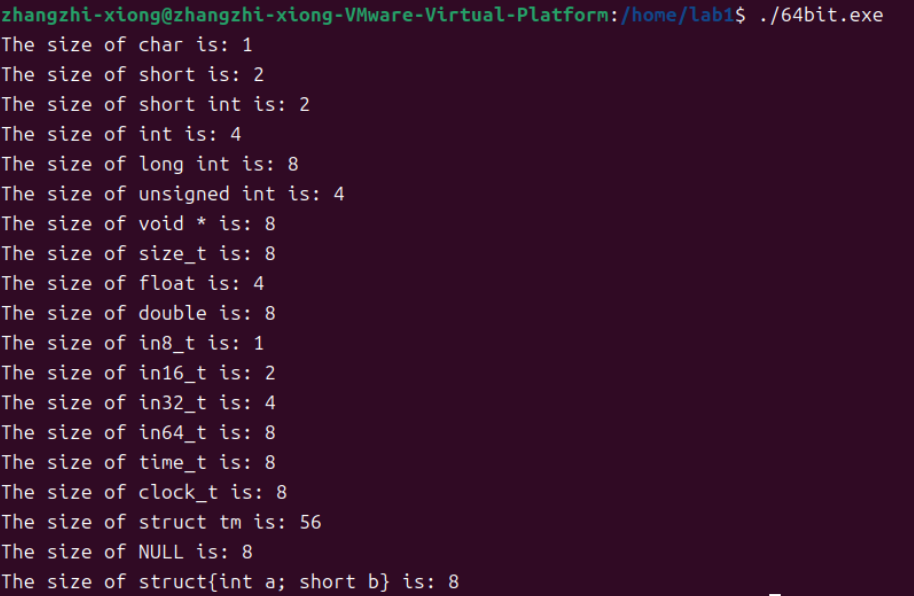 zhangzhi-xiong@zhangzhi-xiong-VMware-Virtual-Platform:/home/lab1$ ./64bit.exe
The size of char is: 1
The size of short is: 2
The size of short int is: 2
The size of int is: 4
The size of long int is: 8
The size of unsigned int is: 4
The size of void * is: 8
The size of size_t is: 8
The size of float is: 4
The size of double is: 8
The size of in8_t is: 1
The size of in16_t is: 2
The size of in32_t is: 4
The size of in64_t is: 8
The size of time_t is: 8
The size of clock_t is: 8
The size of struct tm is: 56
The size of NULL is: 8
The size of struct{int a; short b} is: 8